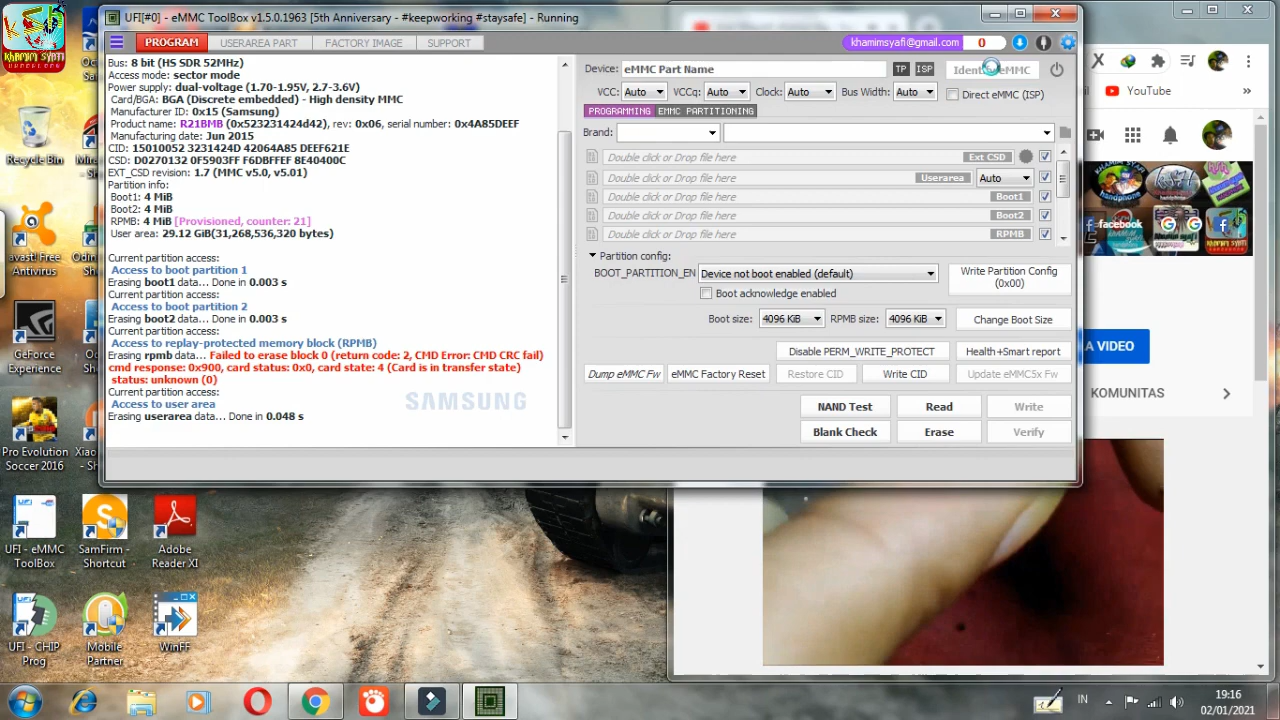 UFI[#0] - eMMC ToolBox v1.5.0.1963 [5th Anniversary - #keepworking #staysafe] - Running
PROGRAM
USERAREA PART
FACTORY IMAGE
SUPPORT
khamimsyafi@gmail.com
0
Bus: 8 bit (HS SDR 52MHz)
Access mode: sector mode
Power supply: dual-voltage (1.70-1.95V, 2.7-3.6V)
Card/BGA: BGA (Discrete embedded) - High density MMC
Manufacturer ID: 0x15 (Samsung)
Product name: R21BMB (0x523231424d42), rev: 0x06, serial number: 0x4A85DEEF
Manufacturing date: Jun 2015
CID: 15010052 3231424D 42064A85 DEEF621E
CSD: D0270132 0F5903FF F6DBFFEF 8E40400C
EXT_CSD revision: 1.7 (MMC v5.0, v5.01)
Partition info:
Boot1: 4 MiB
Boot2: 4 MiB
RPMB: 4 MiB [Provisioned, counter: 21]
User area: 29.12 GiB(31,268,536,320 bytes)
Current partition access:
Access to boot partition 1
Erasing boot1 data... Done in 0.003 s
Current partition access:
Access to boot partition 2
Erasing boot2 data... Done in 0.003 s
Current partition access:
Access to replay-protected memory block (RPMB)
Erasing rpmb data... Failed to erase block 0 (return code: 2, CMD Error: CMD CRC fail)
cmd response: 0x900, card status: 0x0, card state: 4 (Card is in transfer state)
status: unknown (0)
Current partition access:
Access to user area
Erasing userarea data... Done in 0.048 s
SAMSUNG
Device: eMMC Part Name
TP
ISP
Identify eMMC
VCC: Auto
VCCq: Auto
Clock: Auto
Bus Width: Auto
Direct eMMC (ISP)
PROGRAMMING
EMMC PARTITIONING
Brand:
Double click or Drop file here
Ext CSD
Double click or Drop file here
Userarea
Auto
Double click or Drop file here
Boot1
Double click or Drop file here
Boot2
Double click or Drop file here
RPMB
Partition config:
BOOT_PARTITION_EN
Device not boot enabled (default)
Write Partition Config
(0x00)
Boot acknowledge enabled
Boot size: 4096 KiB
RPMB size: 4096 KiB
Change Boot Size
Disable PERM_WRITE_PROTECT
Health+Smart report
Dump eMMC Fw
eMMC Factory Reset
Restore CID
Write CID
Update eMMC5x Fw
NAND Test
Read
Write
Blank Check
Erase
Verify
YouTube
facebook
A VIDEO
KOMUNITAS
Recycle Bin
avast! Free
Antivirus
GeForce
Experience
Pro Evolution
Soccer 2016
UFI - eMMC
ToolBox
SamFirm -
Shortcut
Adobe
Reader XI
UFI - CHIP
Prog
Mobile
Partner
WinFF
IN
19:16
02/01/2021